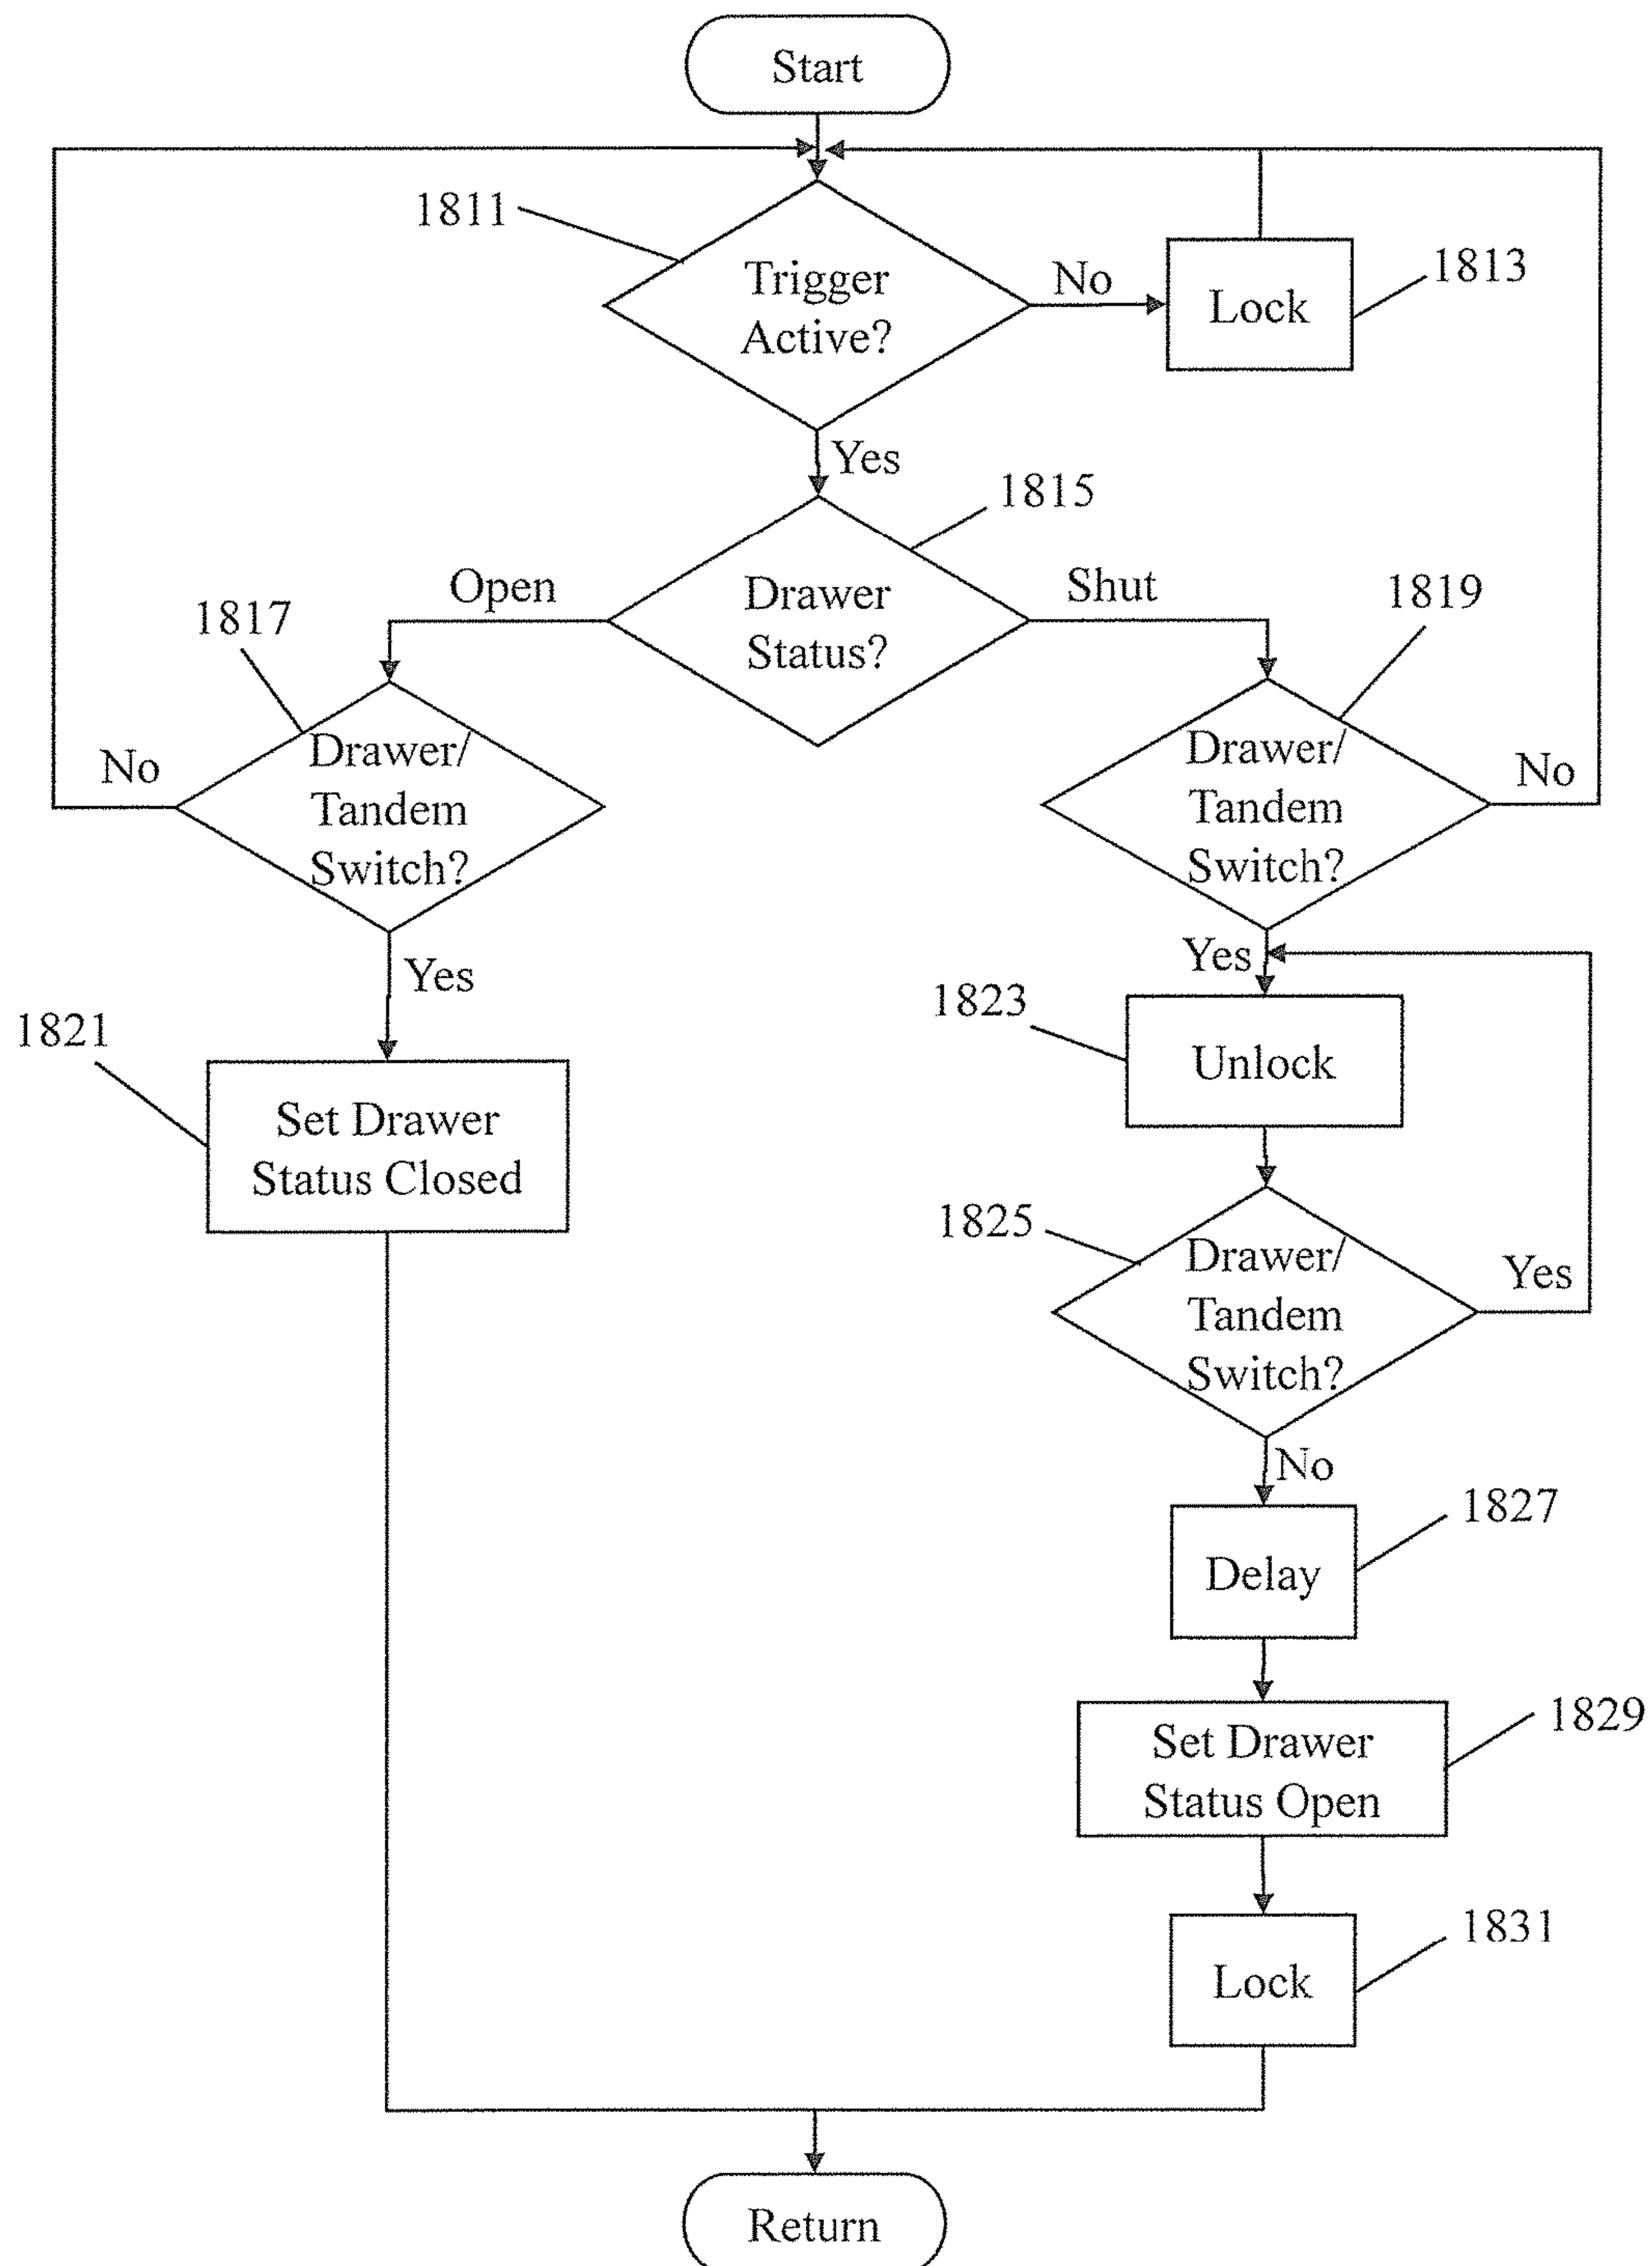 Start
1811
Trigger
Active?
No
Lock
1813
Yes
1815
Drawer
Status?
Open
Shut
1817
Drawer/
Tandem
Switch?
No
1819
Drawer/
Tandem
Switch?
No
Yes
Yes
1821
Set Drawer
Status Closed
1823
Unlock
1825
Drawer/
Tandem
Switch?
Yes
No
1827
Delay
1829
Set Drawer
Status Open
1831
Lock
Return